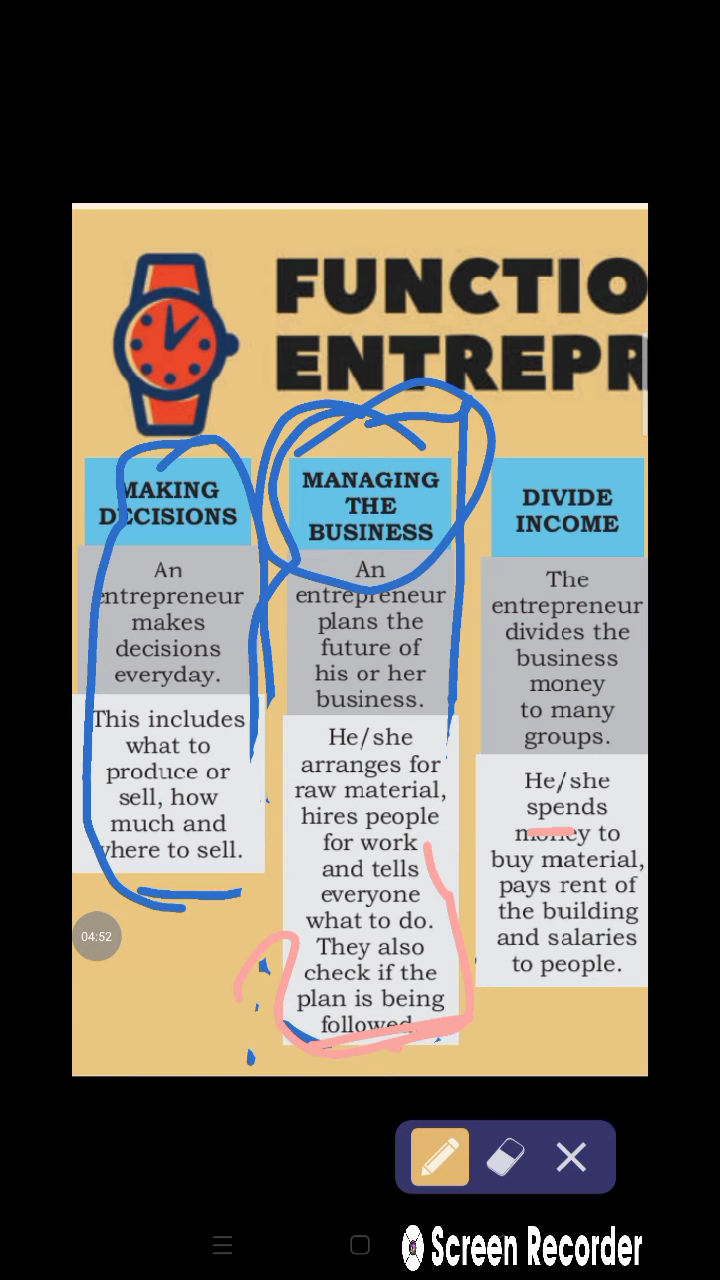 FUNCTIO
ENTREPR
MAKING
DECISIONS
An
entrepreneur
makes
decisions
everyday.
This includes
what to
produce or
sell, how
much and
where to sell.
MANAGING
THE
BUSINESS
An
entrepreneur
plans the
future of
his or her
business.
He/she
arranges for
raw material,
hires people
for work
and tells
everyone
what to do.
They also
check if the
plan is being
followed.
DIVIDE
INCOME
The
entrepreneur
divides the
business
money
to many
groups.
He/she
spends
money to
buy material,
pays rent of
the building
and salaries
to people.
04:52
Screen Recorder